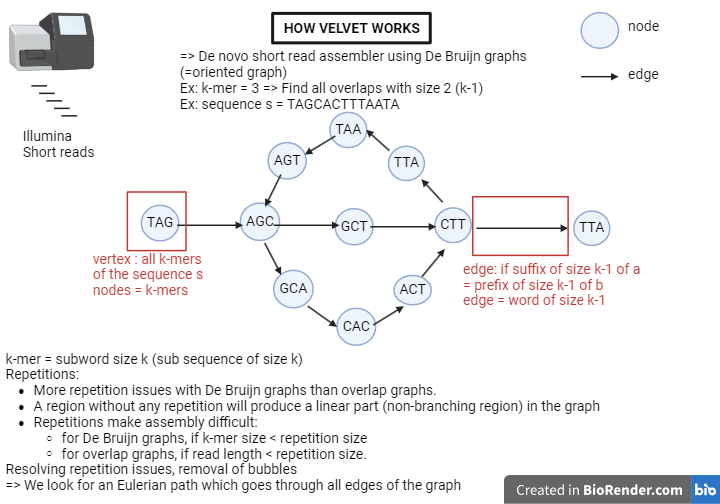 HOW VELVET WORKS
node
=> De novo short read assembler using De Bruijn graphs
(=oriented graph)
edge
Ex: k-mer = 3 => Find all overlaps with size 2 (k-1)
Ex: sequence s = TAGCACTTTAATA
Illumina
Short reads
TAA
AGT
TTA
TAG
AGC
GCT
CTT
TTA
vertex : all k-mers
of the sequence s
nodes = k-mers
edge: if suffix of size k-1 of a
= prefix of size k-1 of b
edge = word of size k-1
GCA
ACT
CAC
k-mer = subword size k (sub sequence of size k)
Repetitions:
• More repetition issues with De Bruijn graphs than overlap graphs.
• A region without any repetition will produce a linear part (non-branching region) in the graph
• Repetitions make assembly difficult:
◦ for De Bruijn graphs, if k-mer size < repetition size
◦ for overlap graphs, if read length < repetition size.
Resolving repetition issues, removal of bubbles
=> We look for an Eulerian path which goes through all edges of the graph
Created in BioRender.com bio